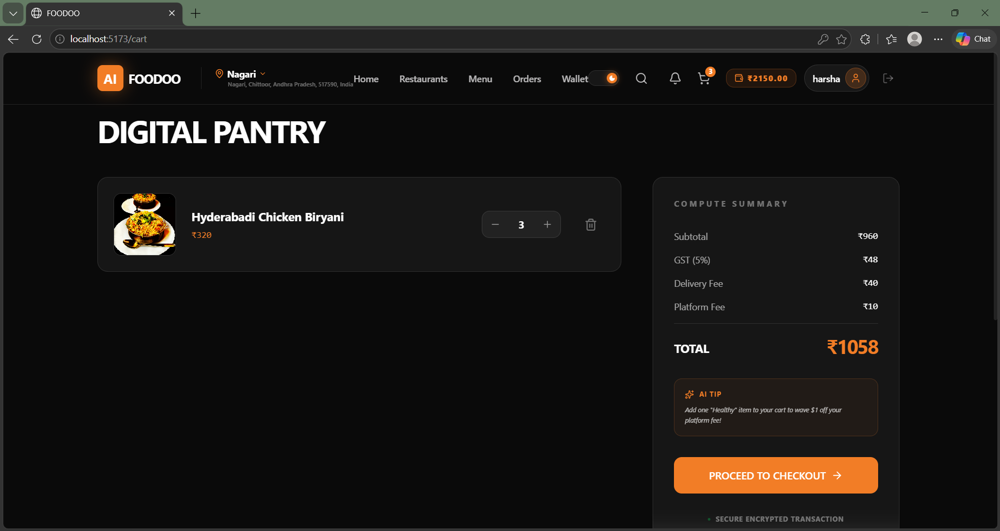 FOODOO
localhost:5173/cart
Chat
AI FOODOO
Nagari
Nagari, Chittoor, Andhra Pradesh, 517590, India
Home Restaurants Menu Orders Wallet
3
₹2150.00
harsha
DIGITAL PANTRY
Hyderabadi Chicken Biryani
₹320
3
COMPUTE SUMMARY
Subtotal ₹960
GST (5%) ₹48
Delivery Fee ₹40
Platform Fee ₹10
TOTAL ₹1058
AI TIP
Add one "Healthy" item to your cart to wave $1 off your
platform fee!
PROCEED TO CHECKOUT
SECURE ENCRYPTED TRANSACTION